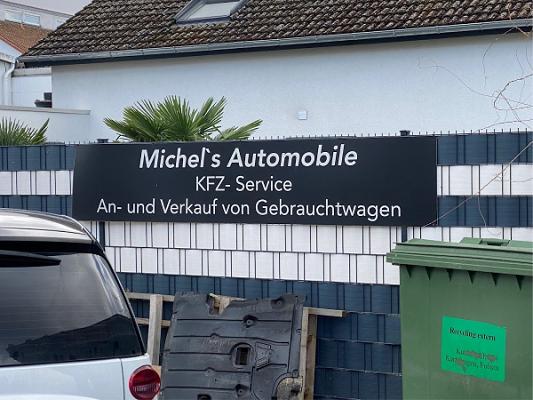 Michel`s Automobile
KFZ- Service
An- und Verkauf von Gebrauchtwagen
Recycling extern